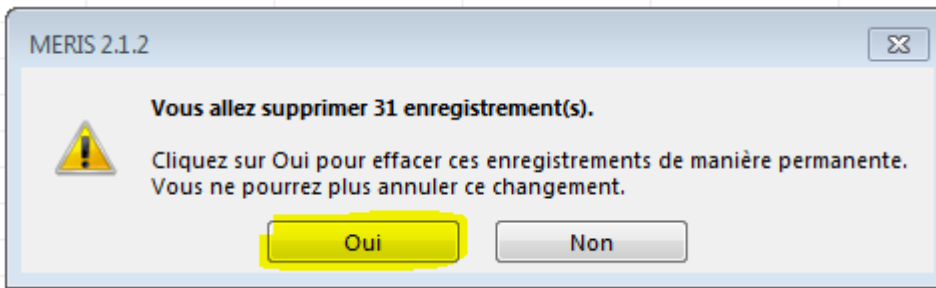 MERIS 2.1.2
Vous allez supprimer 31 enregistrement(s).
Cliquez sur Oui pour effacer ces enregistrements de manière permanente.
Vous ne pourrez plus annuler ce changement.
Oui
Non